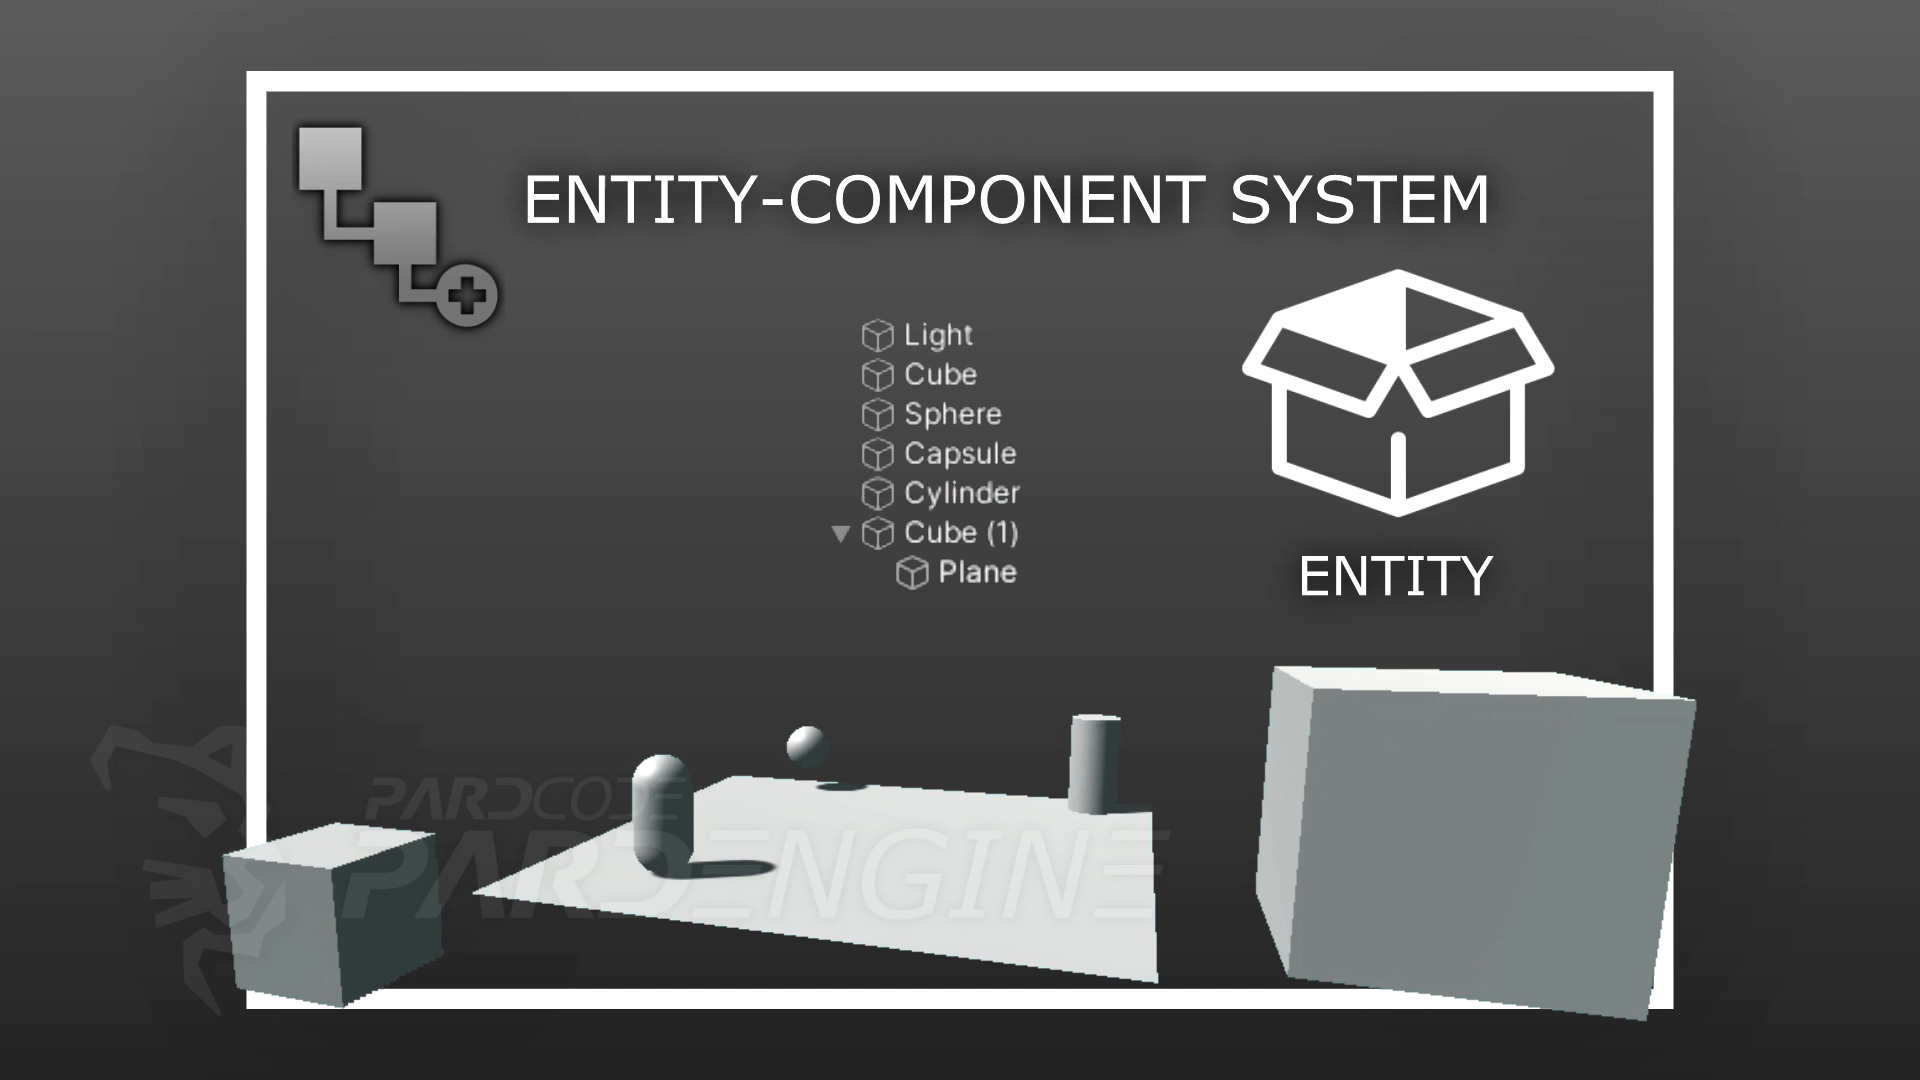 ENTITY-COMPONENT SYSTEM
Light
Cube
Sphere
Capsule
Cylinder
Cube (1)
Plane
ENTITY
PARDCODE
PARDENGINE